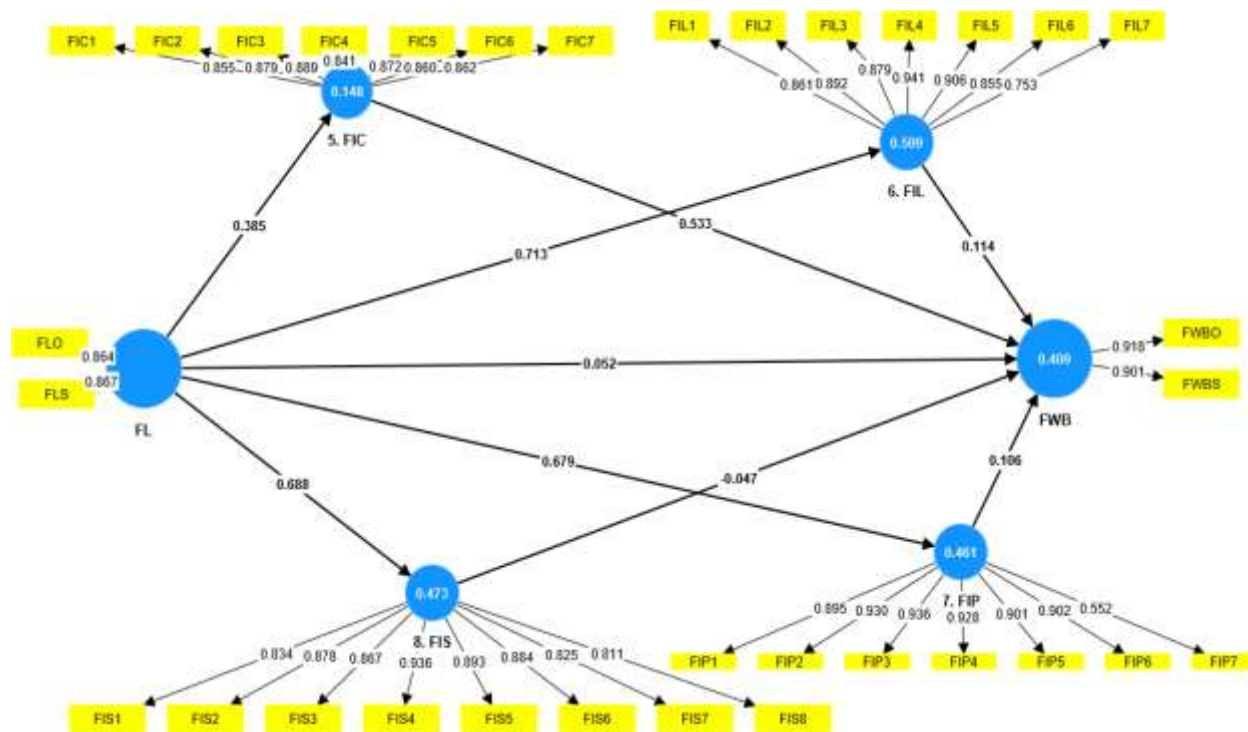 FIC1 FIC2 FIC3 FIC4 FIC5 FIC6 FIC7
FIL1 FIL2 FIL3 FIL4 FIL5 FIL6 FIL7
0.855 0.879 0.889 0.841 0.872 0.860 0.862
0.861 0.892 0.879 0.941 0.906 0.855 0.753
0.148
5. FIC
0.509
6. FIL
0.385
0.713
0.533
0.114
FLO
0.864
FLS
0.867
FL
0.052
0.409
FWB
0.918
FWBO
0.901
FWBS
0.688
0.679
-0.047
0.106
0.473
8. FIS
0.461
7. FIP
0.834 0.878 0.867 0.936 0.893 0.884 0.825 0.811
0.895 0.930 0.936 0.928 0.901 0.902 0.552
FIP1 FIP2 FIP3 FIP4 FIP5 FIP6 FIP7
FIS1 FIS2 FIS3 FIS4 FIS5 FIS6 FIS7 FIS8